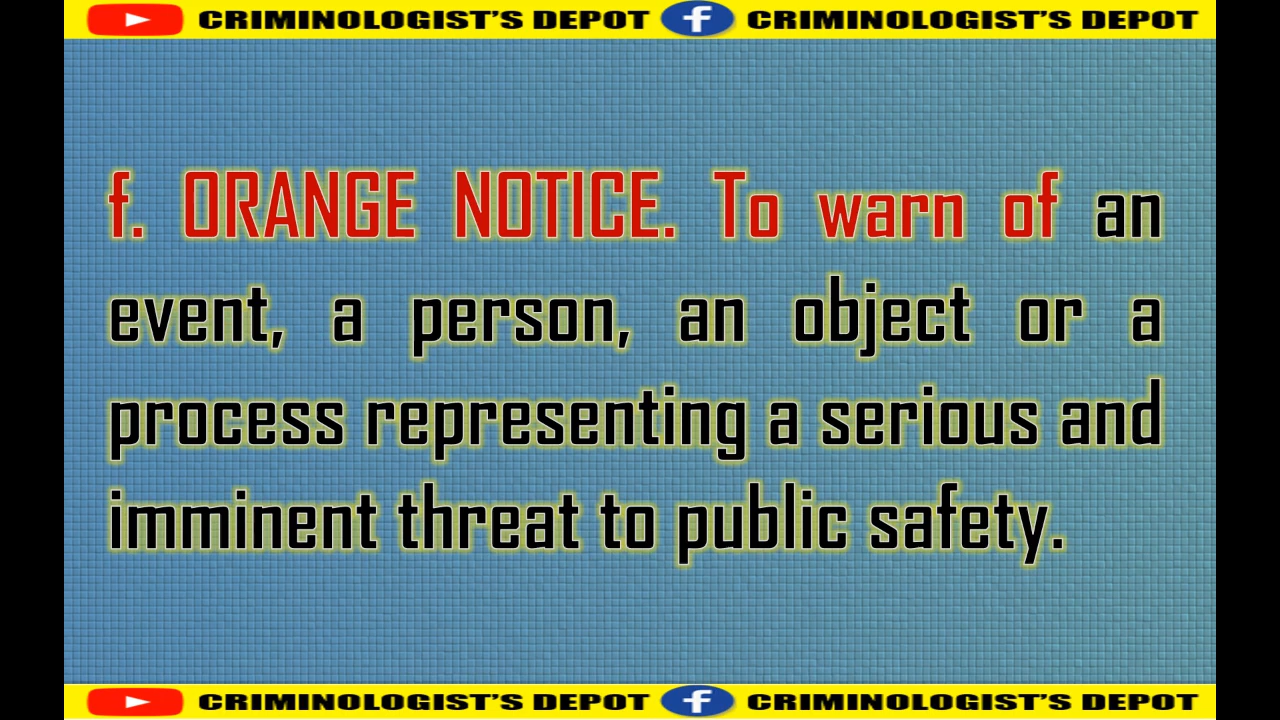 CRIMINOLOGIST'S DEPOT f CRIMINOLOGIST'S DEPOT
f. ORANGE NOTICE. To warn of an
event, a person, an object or a
process representing a serious and
imminent threat to public safety.
CRIMINOLOGIST'S DEPOT f CRIMINOLOGIST'S DEPOT